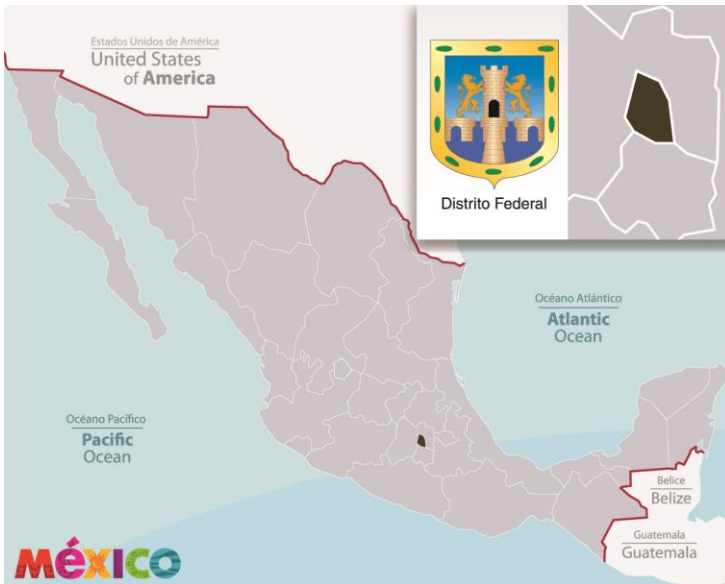 Estados Unidos de América
United States
of America
Distrito Federal
Océano Atlántico
Atlantic
Ocean
Océano Pacífico
Pacific
Ocean
Belice
Belize
Guatemala
Guatemala
MéXICO